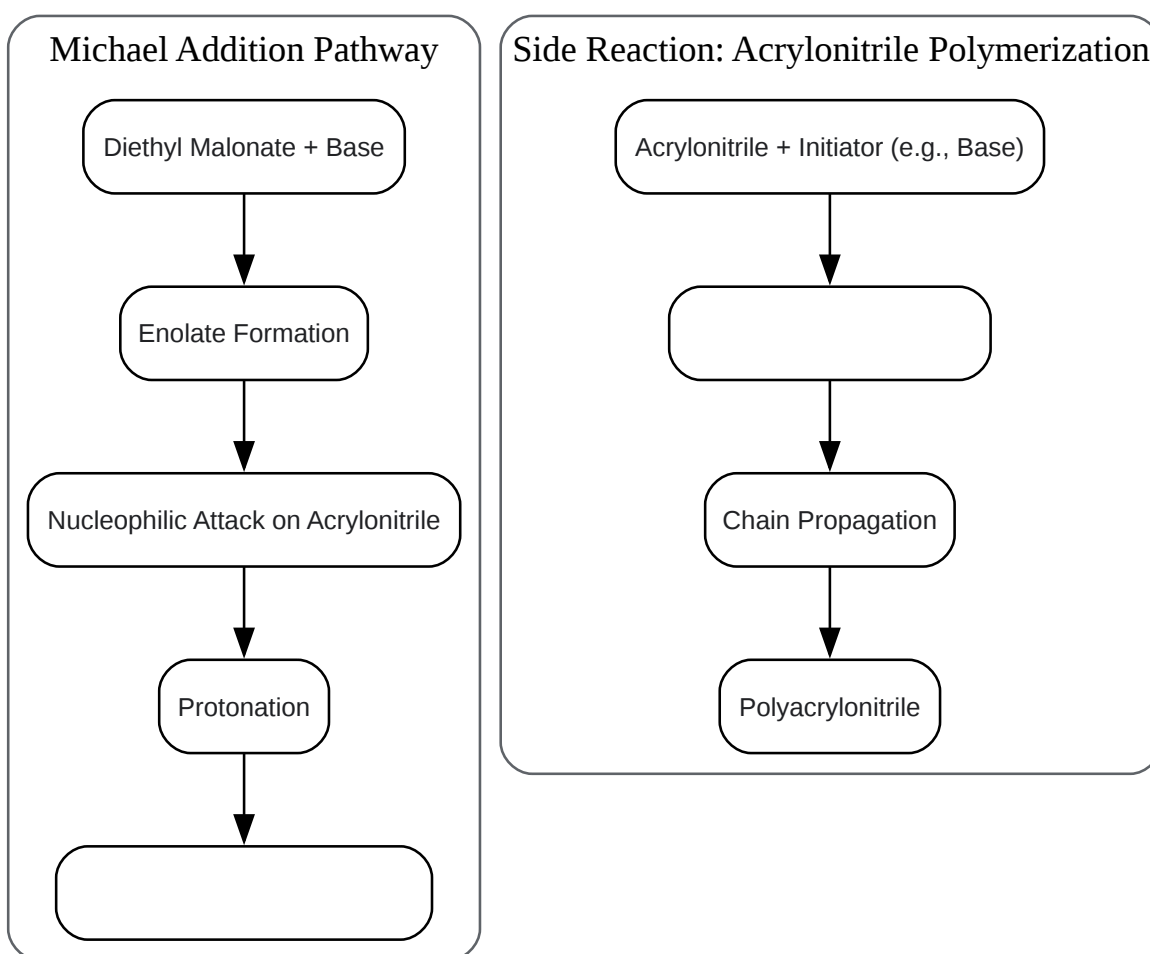 Michael Addition Pathway
Diethyl Malonate + Base
Enolate Formation
Nucleophilic Attack on Acrylonitrile
Protonation
Side Reaction: Acrylonitrile Polymerization
Acrylonitrile + Initiator (e.g., Base)
Chain Propagation
Polyacrylonitrile